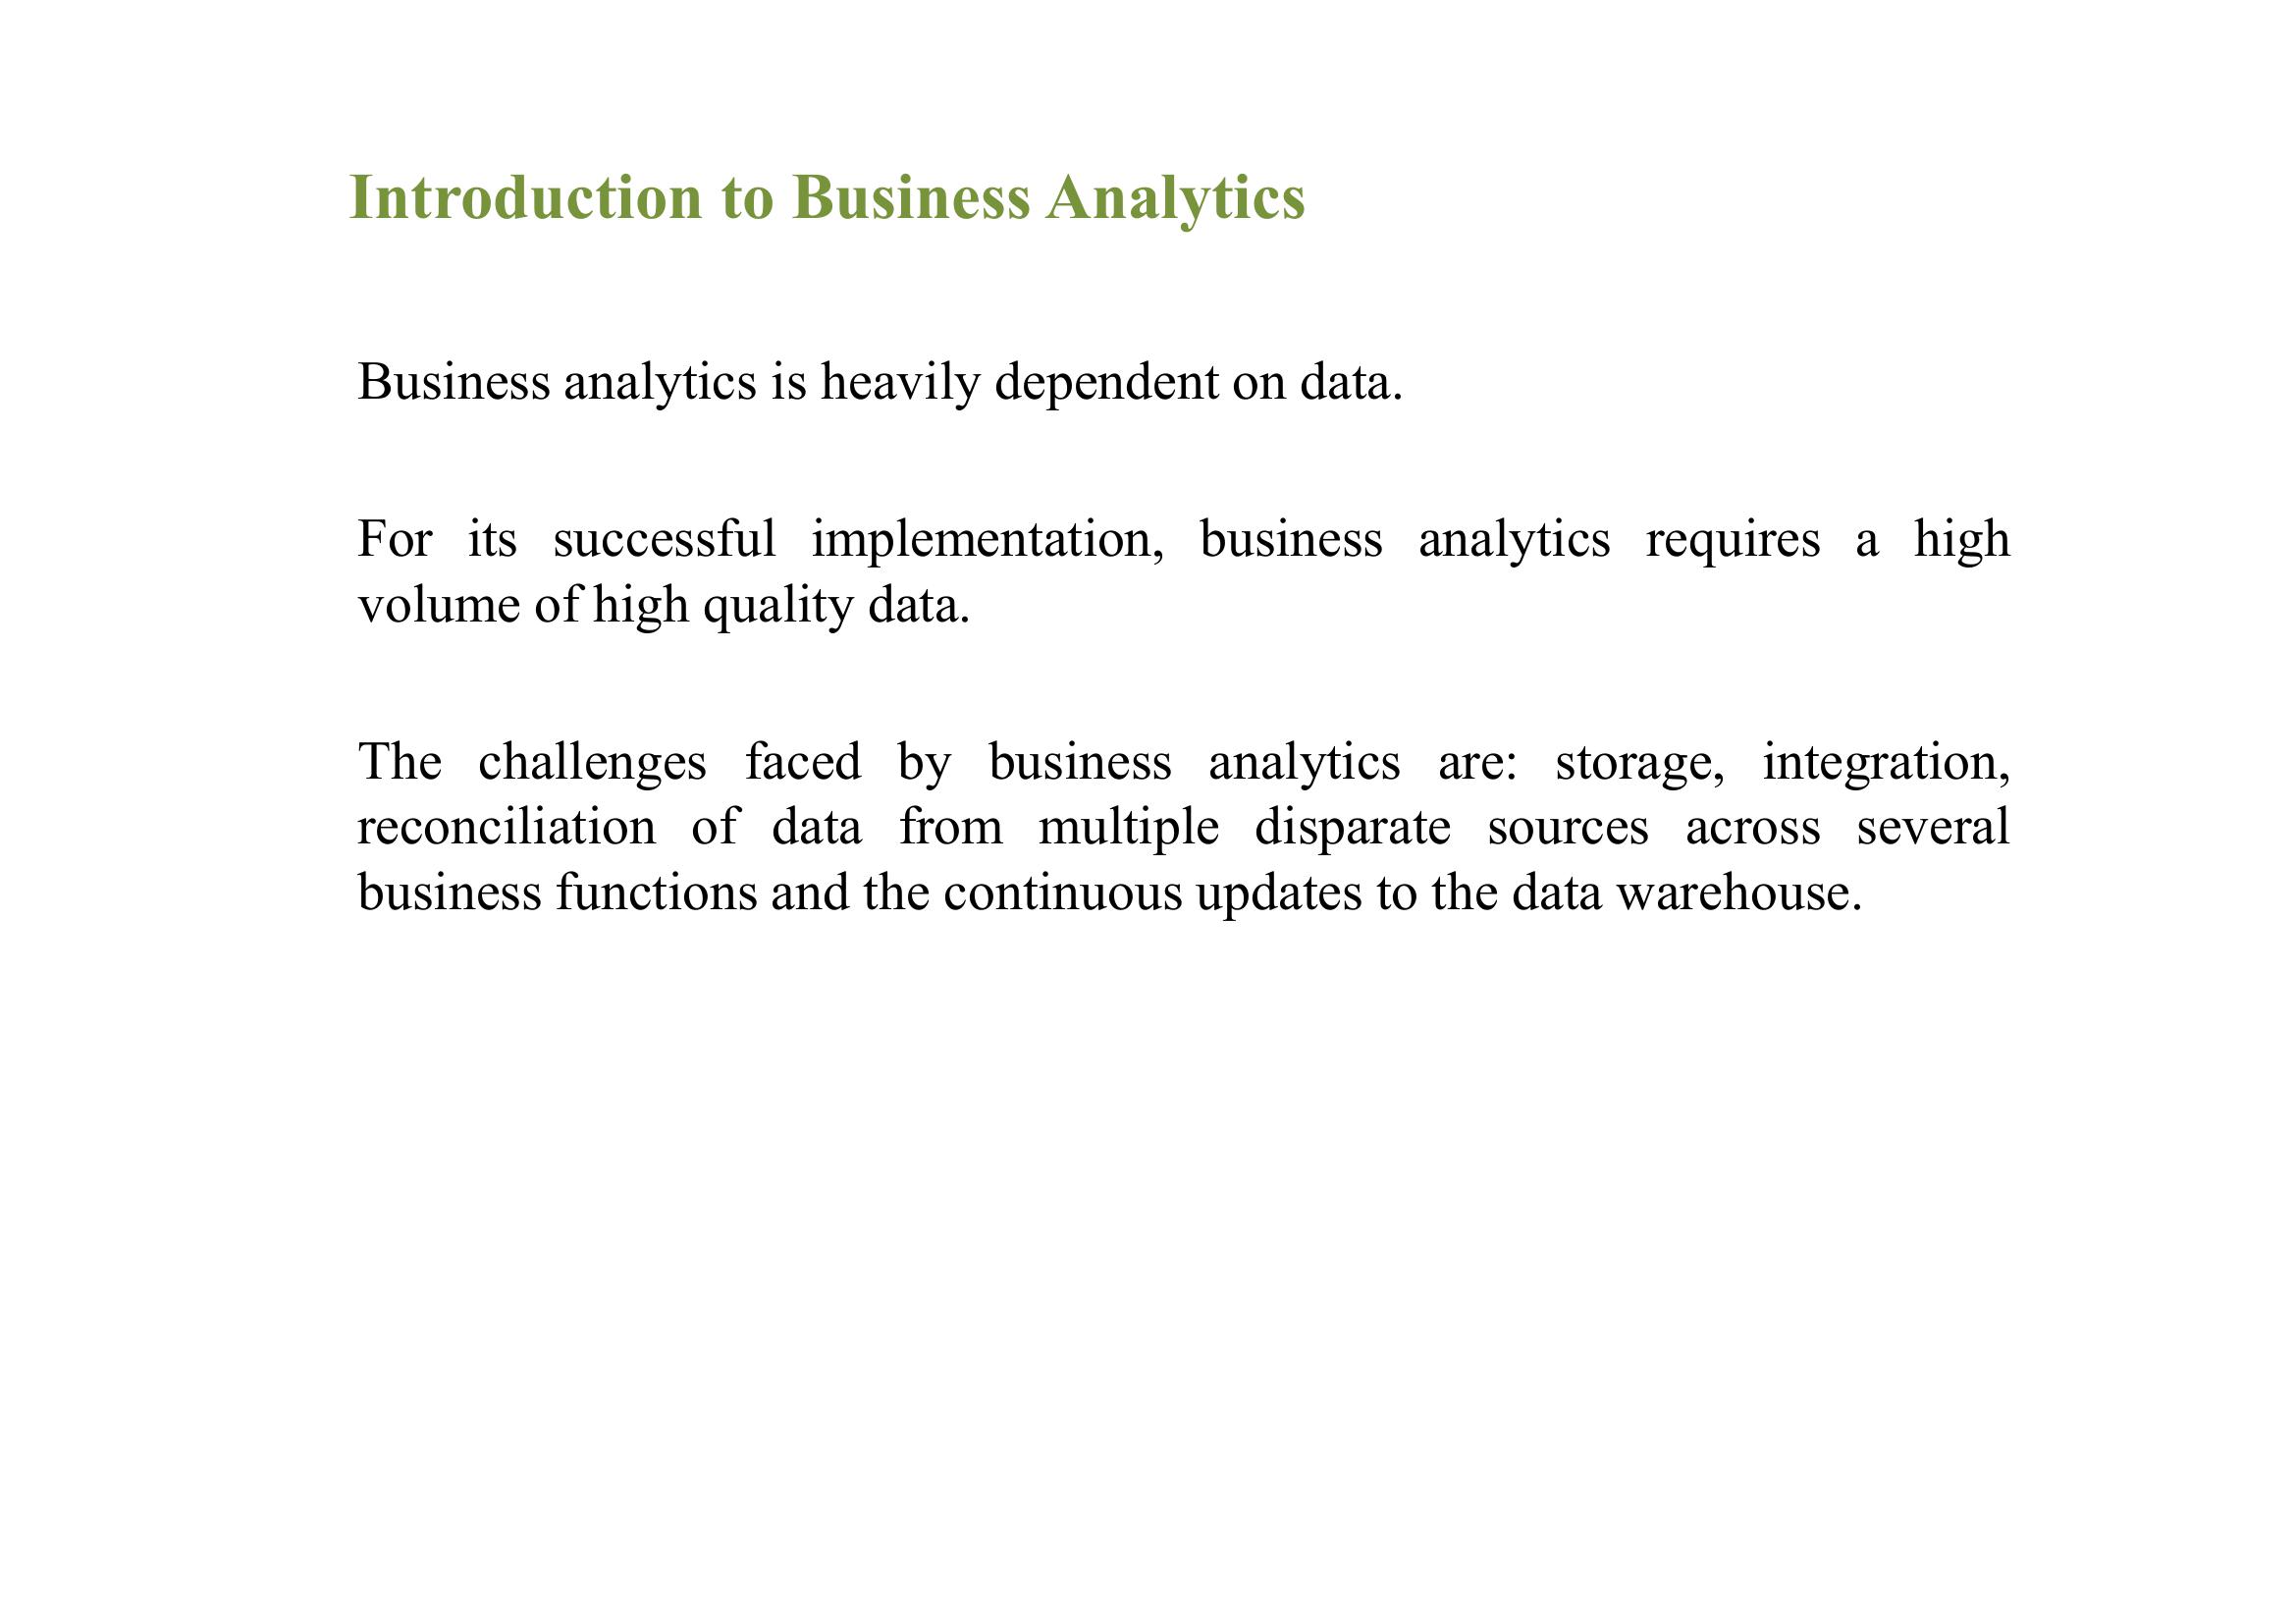 Introduction to Business Analytics
Business analytics is heavily dependent on data.
For its successful implementation, business analytics requires a high
volume of high quality data.
The challenges faced by business analytics are: storage, integration,
reconciliation of data from multiple disparate sources across several
business functions and the continuous updates to the data warehouse.